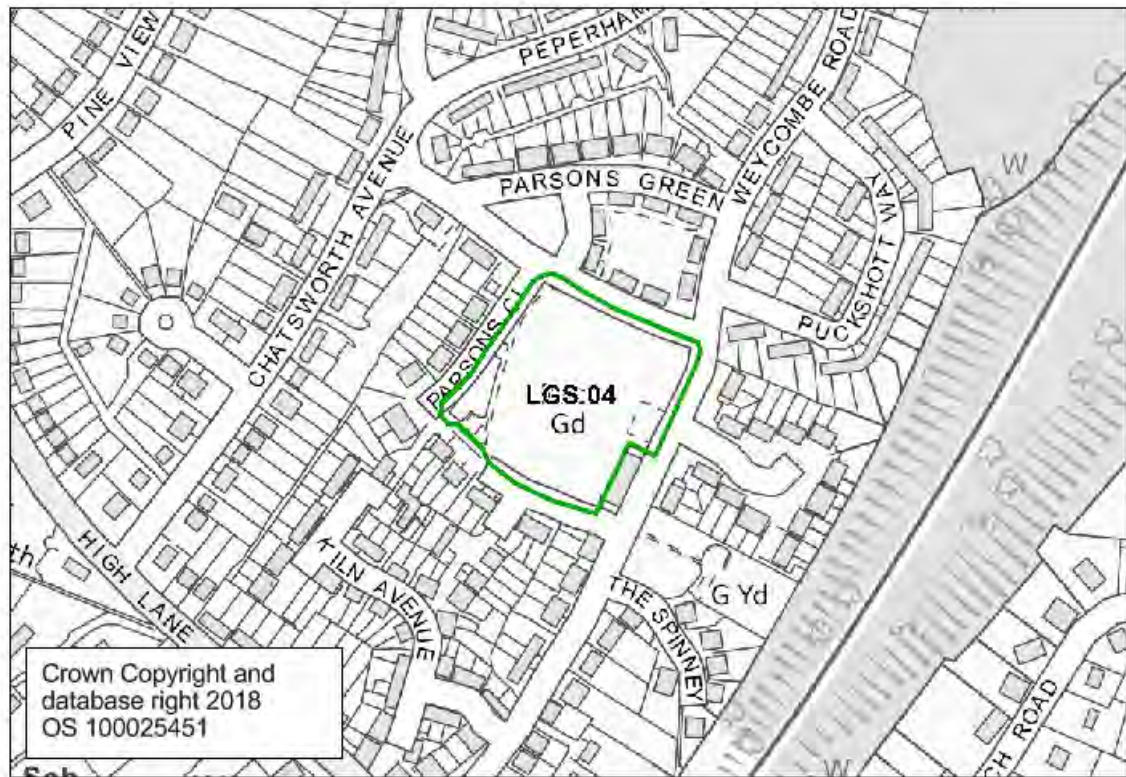 PINE VIEW
PEPERHAM
WEYCOMBE ROAD
CHATSWORTH AVENUE
PARSONS GREEN
PUCKSHOTT WAY
W
PARSONS CL
LGS:04
Gd
HIGH LANE
KILN AVENUE
THE SPINNEY
G Yd
ROAD
W
Crown Copyright and
database right 2018
OS 100025451